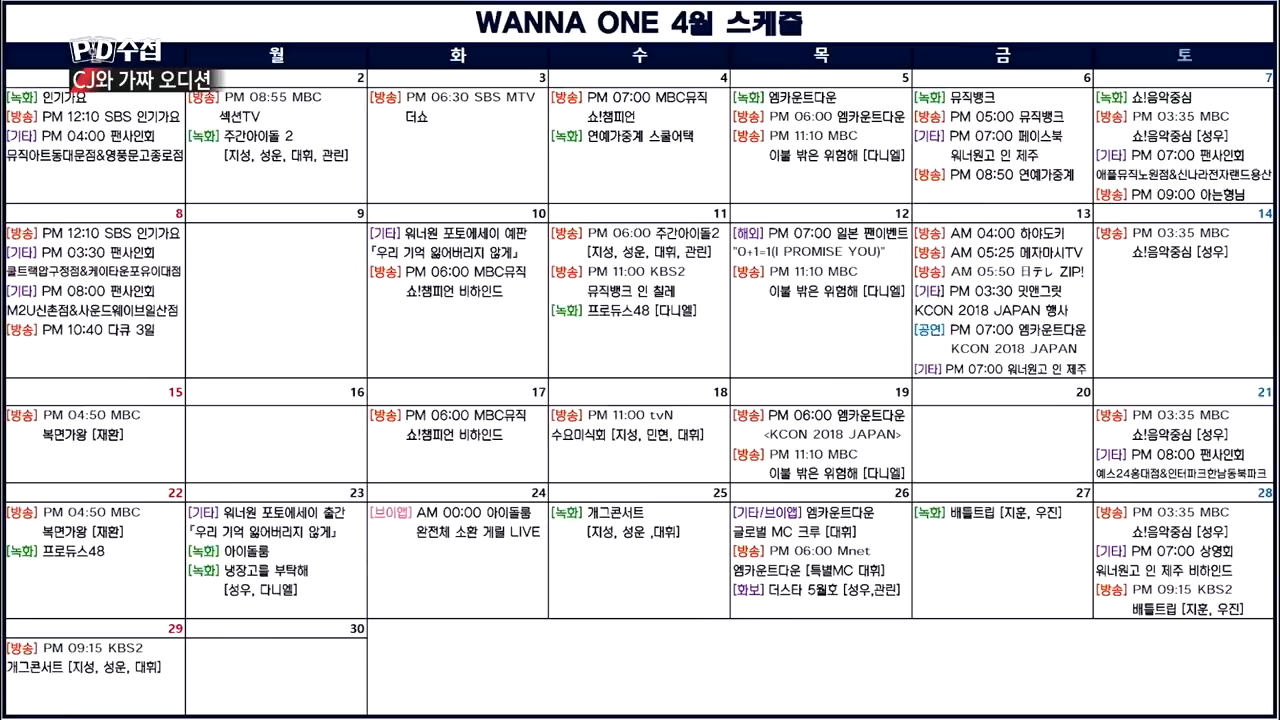 WANNA ONE 4월 스케줄
PD수첩
CJ와 가짜 오디션
월 화 수 목 금 토
2 3 4 5 6 7
[녹화] 인기가요
[방송] PM 12:10 SBS 인기가요
[기타] PM 04:00 팬사인회
뮤직아트동대문점&영풍문고종로점
[방송] PM 08:55 MBC
섹션TV
[녹화] 주간아이돌 2
[지성, 성운, 대휘, 관린]
[방송] PM 06:30 SBS MTV
더쇼
[방송] PM 07:00 MBC뮤직
쇼!챔피언
[녹화] 연예가중계 스쿨어택
[녹화] 엠카운트다운
[방송] PM 06:00 엠카운트다운
[방송] PM 11:10 MBC
이불 밖은 위험해 [다니엘]
[녹화] 뮤직뱅크
[방송] PM 05:00 뮤직뱅크
[기타] PM 07:00 페이스북
워너원고 인 제주
[방송] PM 08:50 연예가중계
[녹화] 쇼!음악중심
[방송] PM 03:35 MBC
쇼!음악중심 [성우]
[기타] PM 07:00 팬사인회
애플뮤직노원점&신나라전자랜드용산
[방송] PM 09:00 아는형님
8 9 10 11 12 13 14
[방송] PM 12:10 SBS 인기가요
[기타] PM 03:30 팬사인회
쿨트랙압구정점&케이타운포유이대점
[기타] PM 08:00 팬사인회
M2U신촌점&사운드웨이브일산점
[방송] PM 10:40 다큐 3일
[기타] 워너원 포토에세이 예판
『우리 기억 잃어버리지 않게』
[방송] PM 06:00 MBC뮤직
쇼!챔피언 비하인드
[방송] PM 06:00 주간아이돌2
[지성, 성운, 대휘, 관린]
[방송] PM 11:00 KBS2
뮤직뱅크 인 칠레
[녹화] 프로듀스48 [다니엘]
[해외] PM 07:00 일본 팬이벤트
"0+1=1(I PROMISE YOU)"
[방송] PM 11:10 MBC
이불 밖은 위험해 [다니엘]
[방송] AM 04:00 하야도키
[방송] AM 05:25 메자마시TV
[방송] AM 05:50 日テレ ZIP!
[기타] PM 03:30 밋앤그릿
KCON 2018 JAPAN 행사
[공연] PM 07:00 엠카운트다운
KCON 2018 JAPAN
[기타] PM 07:00 워너원고 인 제주
[방송] PM 03:35 MBC
쇼!음악중심 [성우]
15 16 17 18 19 20 21
[방송] PM 04:50 MBC
복면가왕 [재환]
[방송] PM 06:00 MBC뮤직
쇼!챔피언 비하인드
[방송] PM 11:00 tvN
수요미식회 [지성, 민현, 대휘]
[방송] PM 06:00 엠카운트다운
<KCON 2018 JAPAN>
[방송] PM 11:10 MBC
이불 밖은 위험해 [다니엘]
[방송] PM 03:35 MBC
쇼!음악중심 [성우]
[기타] PM 08:00 팬사인회
예스24홍대점&인터파크한남동북파크
22 23 24 25 26 27 28
[방송] PM 04:50 MBC
복면가왕 [재환]
[녹화] 프로듀스48
[기타] 워너원 포토에세이 출간
『우리 기억 잃어버리지 않게』
[녹화] 아이돌룸
[녹화] 냉장고를 부탁해
[성우, 다니엘]
[브이앱] AM 00:00 아이돌룸
완전체 소환 게릴 LIVE
[녹화] 개그콘서트
[지성, 성운 ,대휘]
[기타/브이앱] 엠카운트다운
글로벌 MC 크루 [대휘]
[방송] PM 06:00 Mnet
엠카운트다운 [특별MC 대휘]
[화보] 더스타 5월호 [성우,관린]
[녹화] 배틀트립 [지훈, 우진]
[방송] PM 03:35 MBC
쇼!음악중심 [성우]
[기타] PM 07:00 상영회
워너원고 인 제주 비하인드
[방송] PM 09:15 KBS2
배틀트립 [지훈, 우진]
29 30
[방송] PM 09:15 KBS2
개그콘서트 [지성, 성운, 대휘]